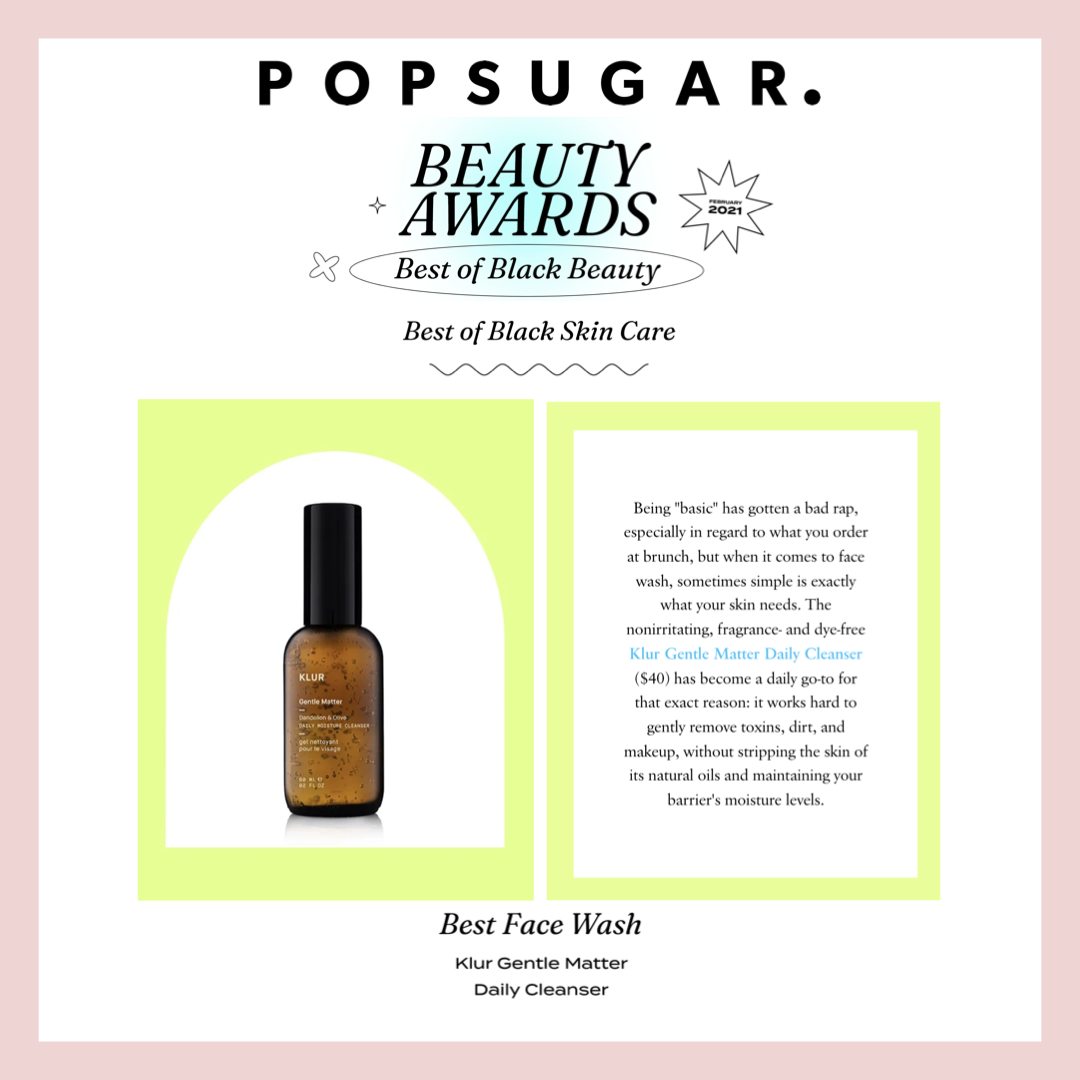 POPSUGAR.
BEAUTY
AWARDS
FEBRUARY
2021
Best of Black Beauty
Best of Black Skin Care
KLUR
Gentle Matter
Dandelion & Olive
DAILY MOISTURE CLEANSER
gel nettoyant
pour le visage
Being "basic" has gotten a bad rap,
especially in regard to what you order
at brunch, but when it comes to face
wash, sometimes simple is exactly
what your skin needs. The
nonirritating, fragrance- and dye-free
Klur Gentle Matter Daily Cleanser
($40) has become a daily go-to for
that exact reason: it works hard to
gently remove toxins, dirt, and
makeup, without stripping the skin of
its natural oils and maintaining your
barrier's moisture levels.
Best Face Wash
Klur Gentle Matter
Daily Cleanser